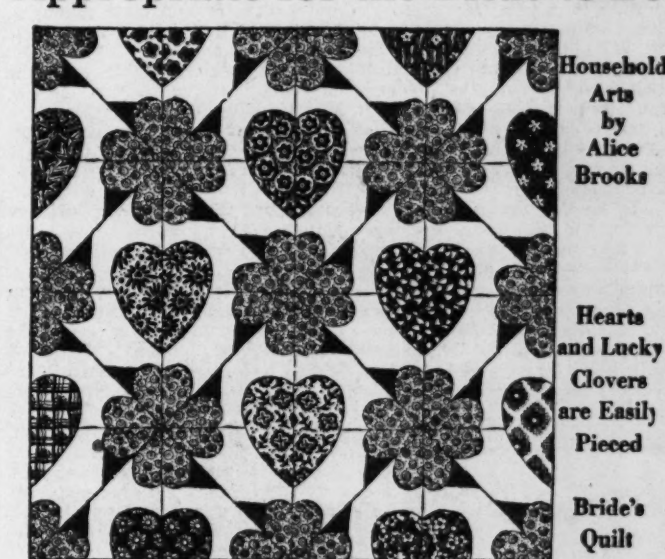 Household
Arts
by
Alice
Brooks
Hearts
and Lucky
Clovers
are Easily
Pieced
Bride's
Quilt